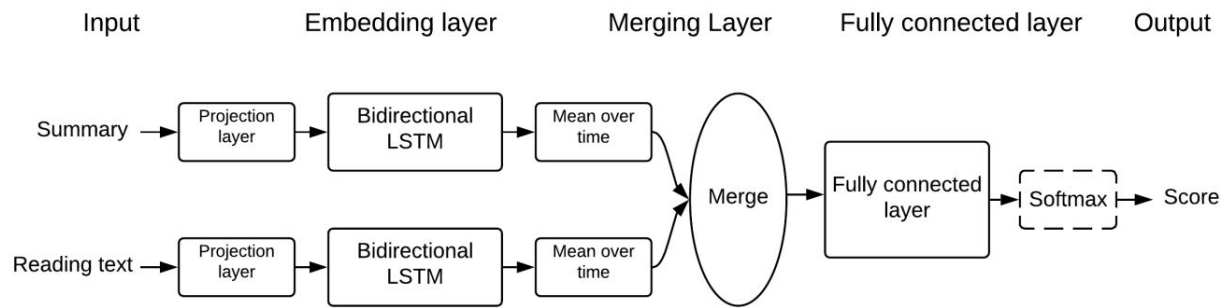 Input
Embedding layer
Merging Layer
Fully connected layer
Output
Summary
Projection
layer
Bidirectional
LSTM
Mean over
time
Reading text
Projection
layer
Bidirectional
LSTM
Mean over
time
Merge
Fully connected
layer
Softmax
Score